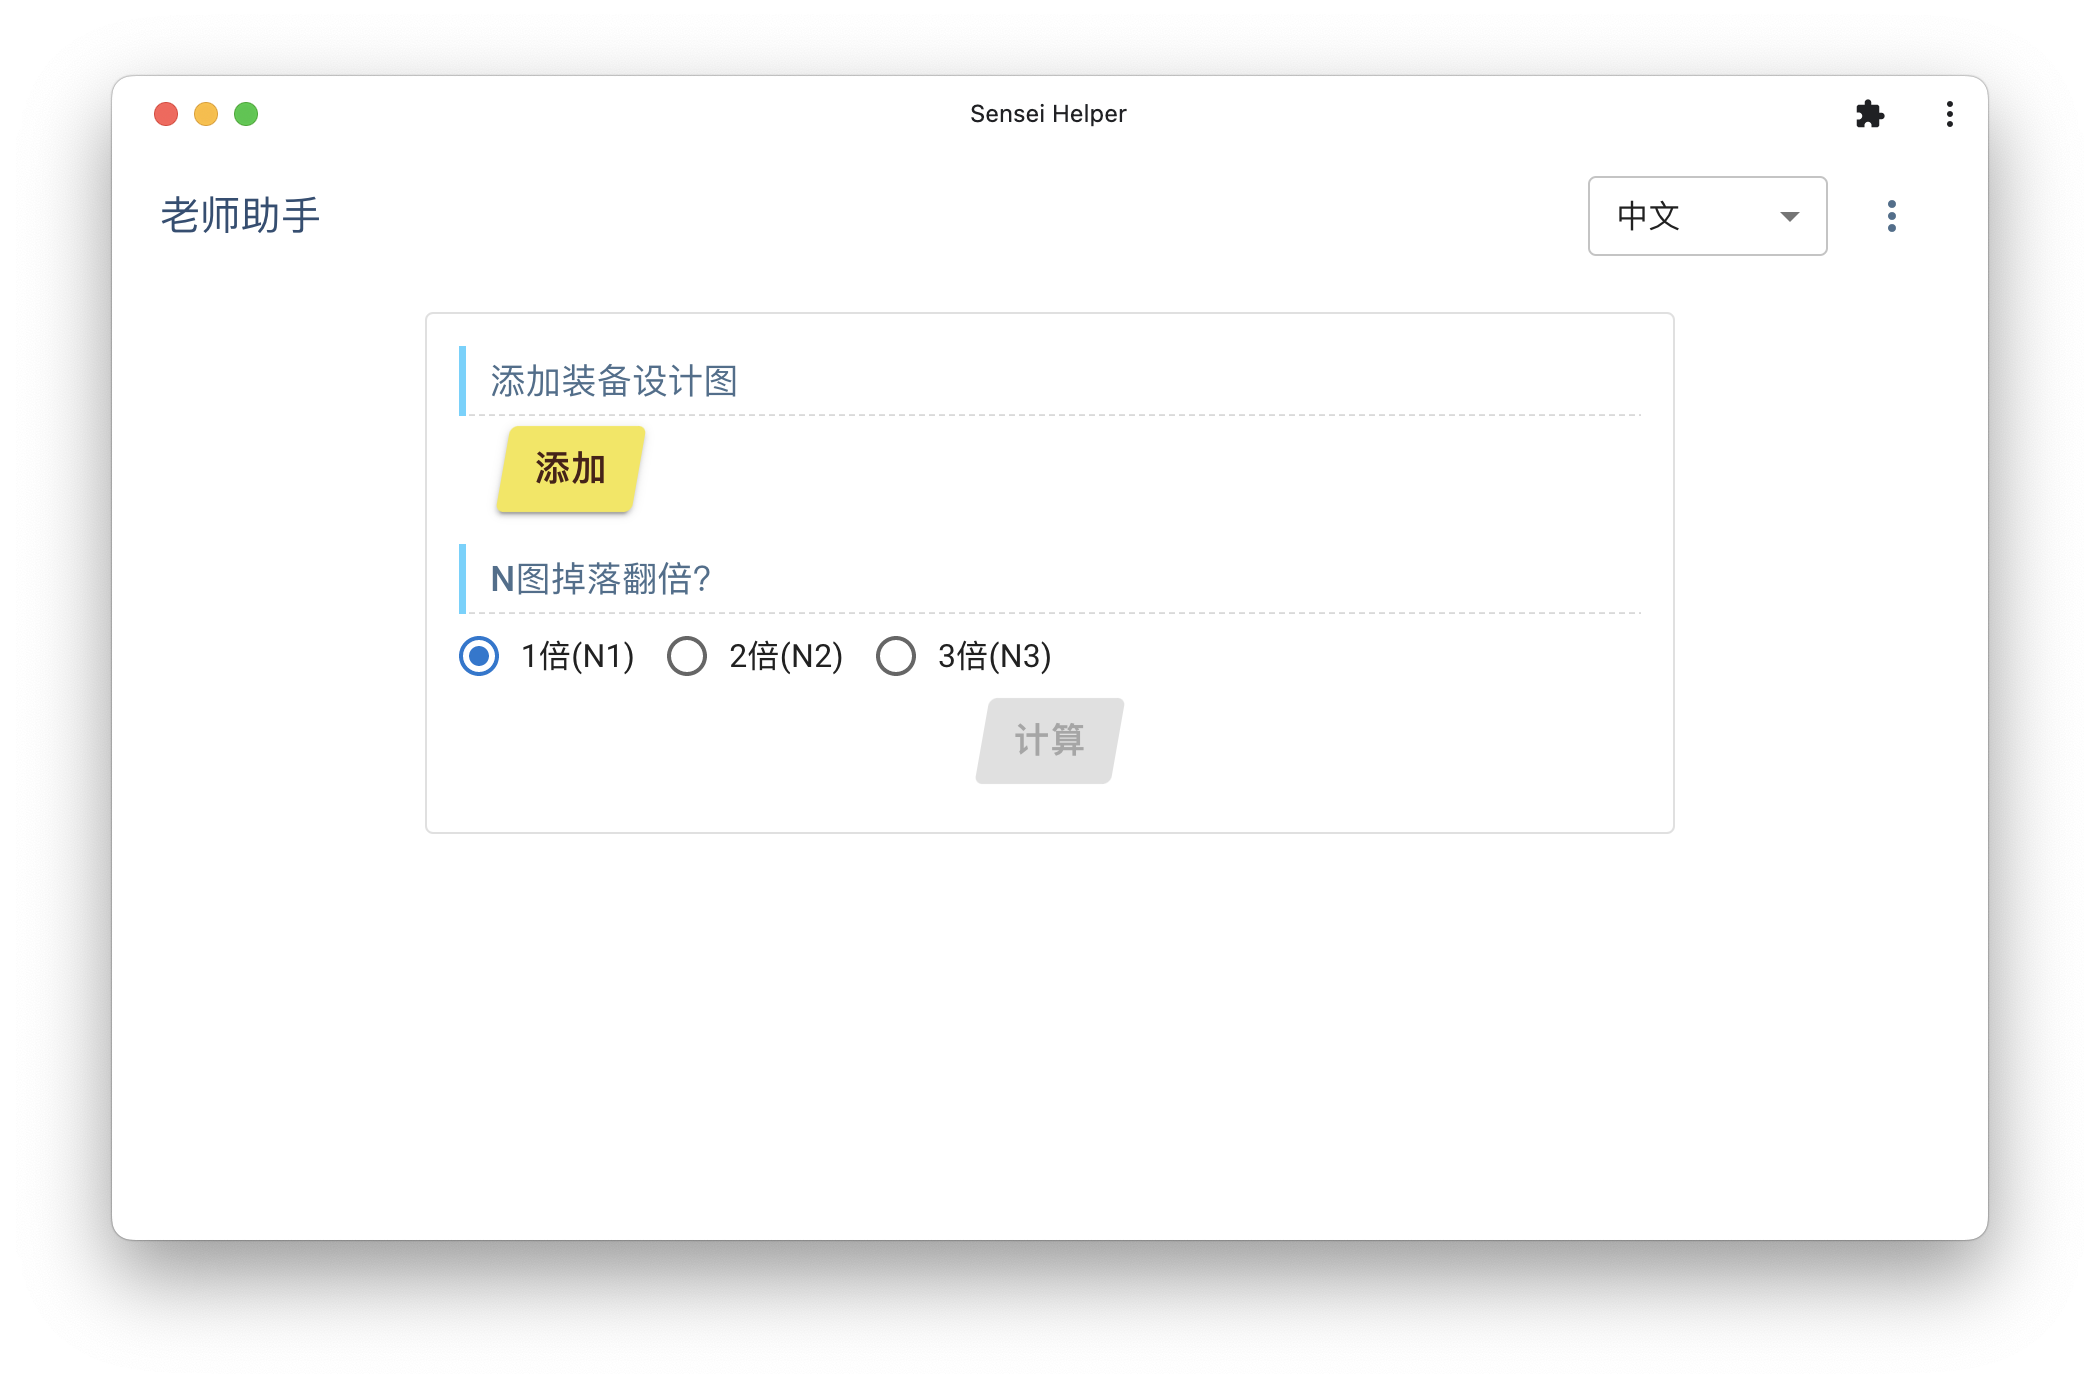 Sensei Helper
老师助手
中文
添加装备设计图
添加
N图掉落翻倍?
1倍(N1) 2倍(N2) 3倍(N3)
计算